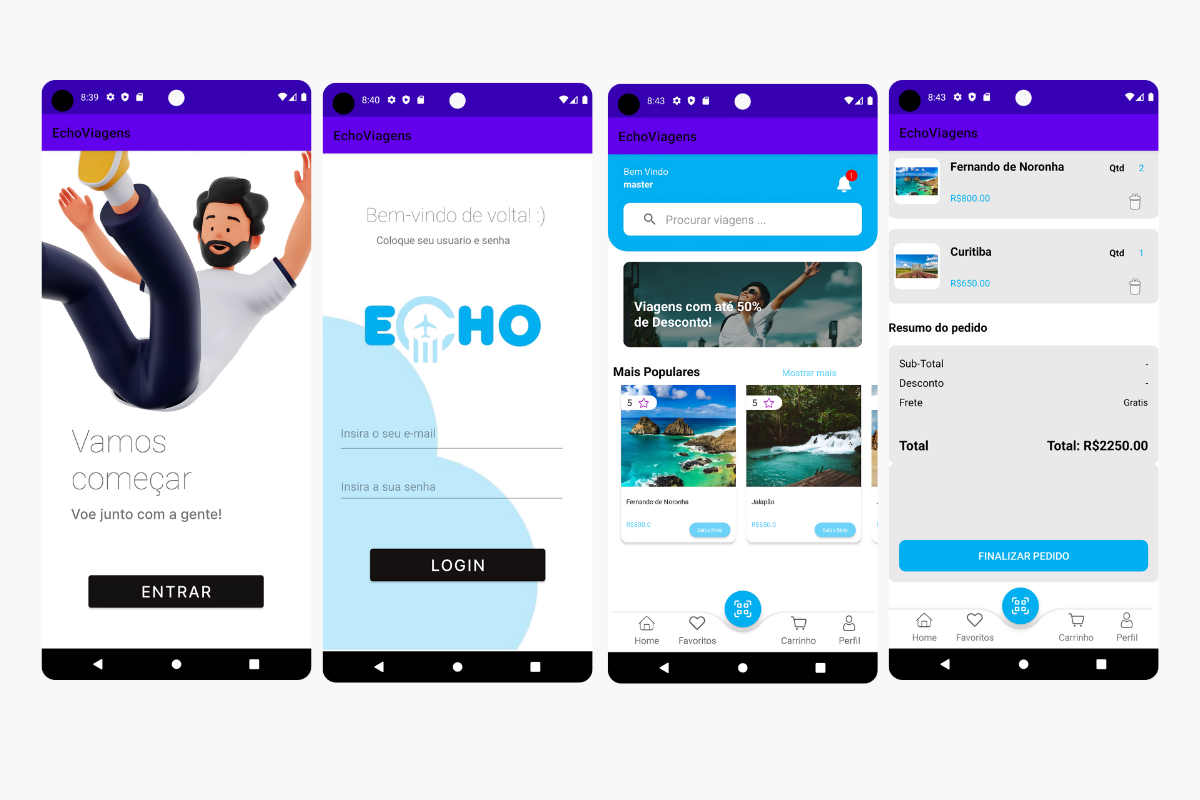 8:39
EchoViagens
Vamos
começar
Voe junto com a gente!
ENTRAR
8:40
EchoViagens
Bem-vindo de volta! :)
Coloque seu usuario e senha
ECHO
Insira o seu e-mail
Insira a sua senha
LOGIN
8:43
EchoViagens
Bem Vindo
master
1
Procurar viagens ...
Viagens com até 50%
de Desconto!
Mais Populares
Mostrar mais
5
5
Fernando de Noronha
Jalapão
R$800.0
Saiba Mais
R$650.0
Saiba Mais
Home
Favoritos
Carrinho
Perfil
8:43
EchoViagens
Fernando de Noronha
Qtd 2
R$800.00
Curitiba
Qtd 1
R$650.00
Resumo do pedido
Sub-Total -
Desconto -
Frete Gratis
Total Total: R$2250.00
FINALIZAR PEDIDO
Home
Favoritos
Carrinho
Perfil